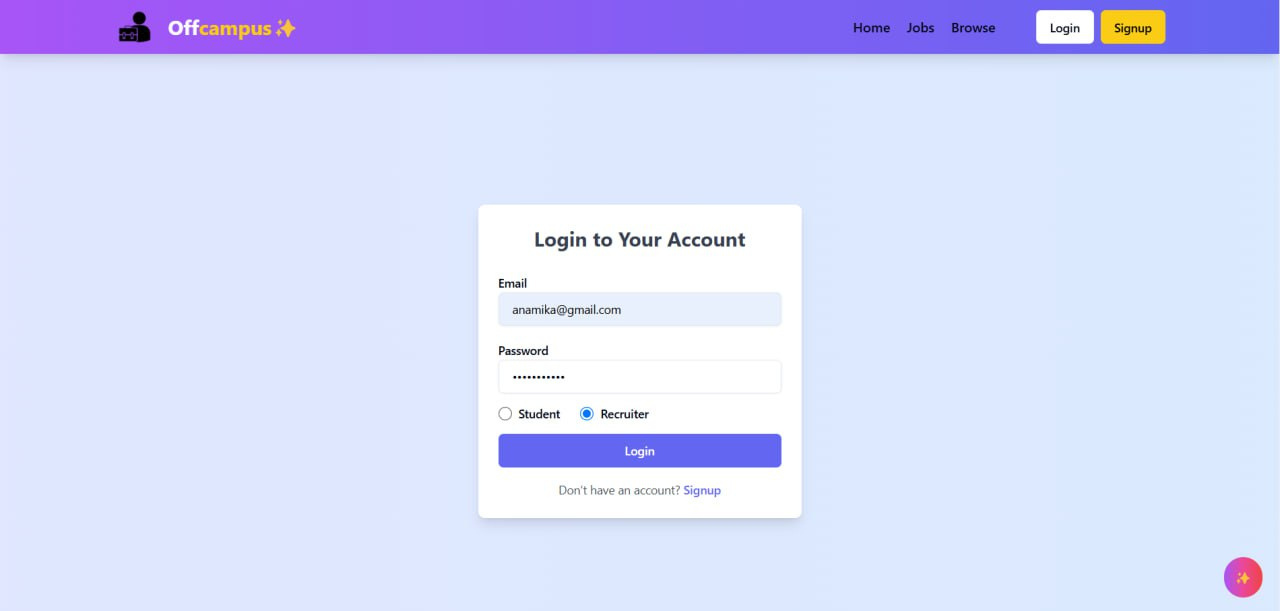 Offcampus✨ Home Jobs Browse Login Signup
Login to Your Account
Email
anamika@gmail.com
Password
•••••••••••
Student Recruiter
Login
Don't have an account? Signup